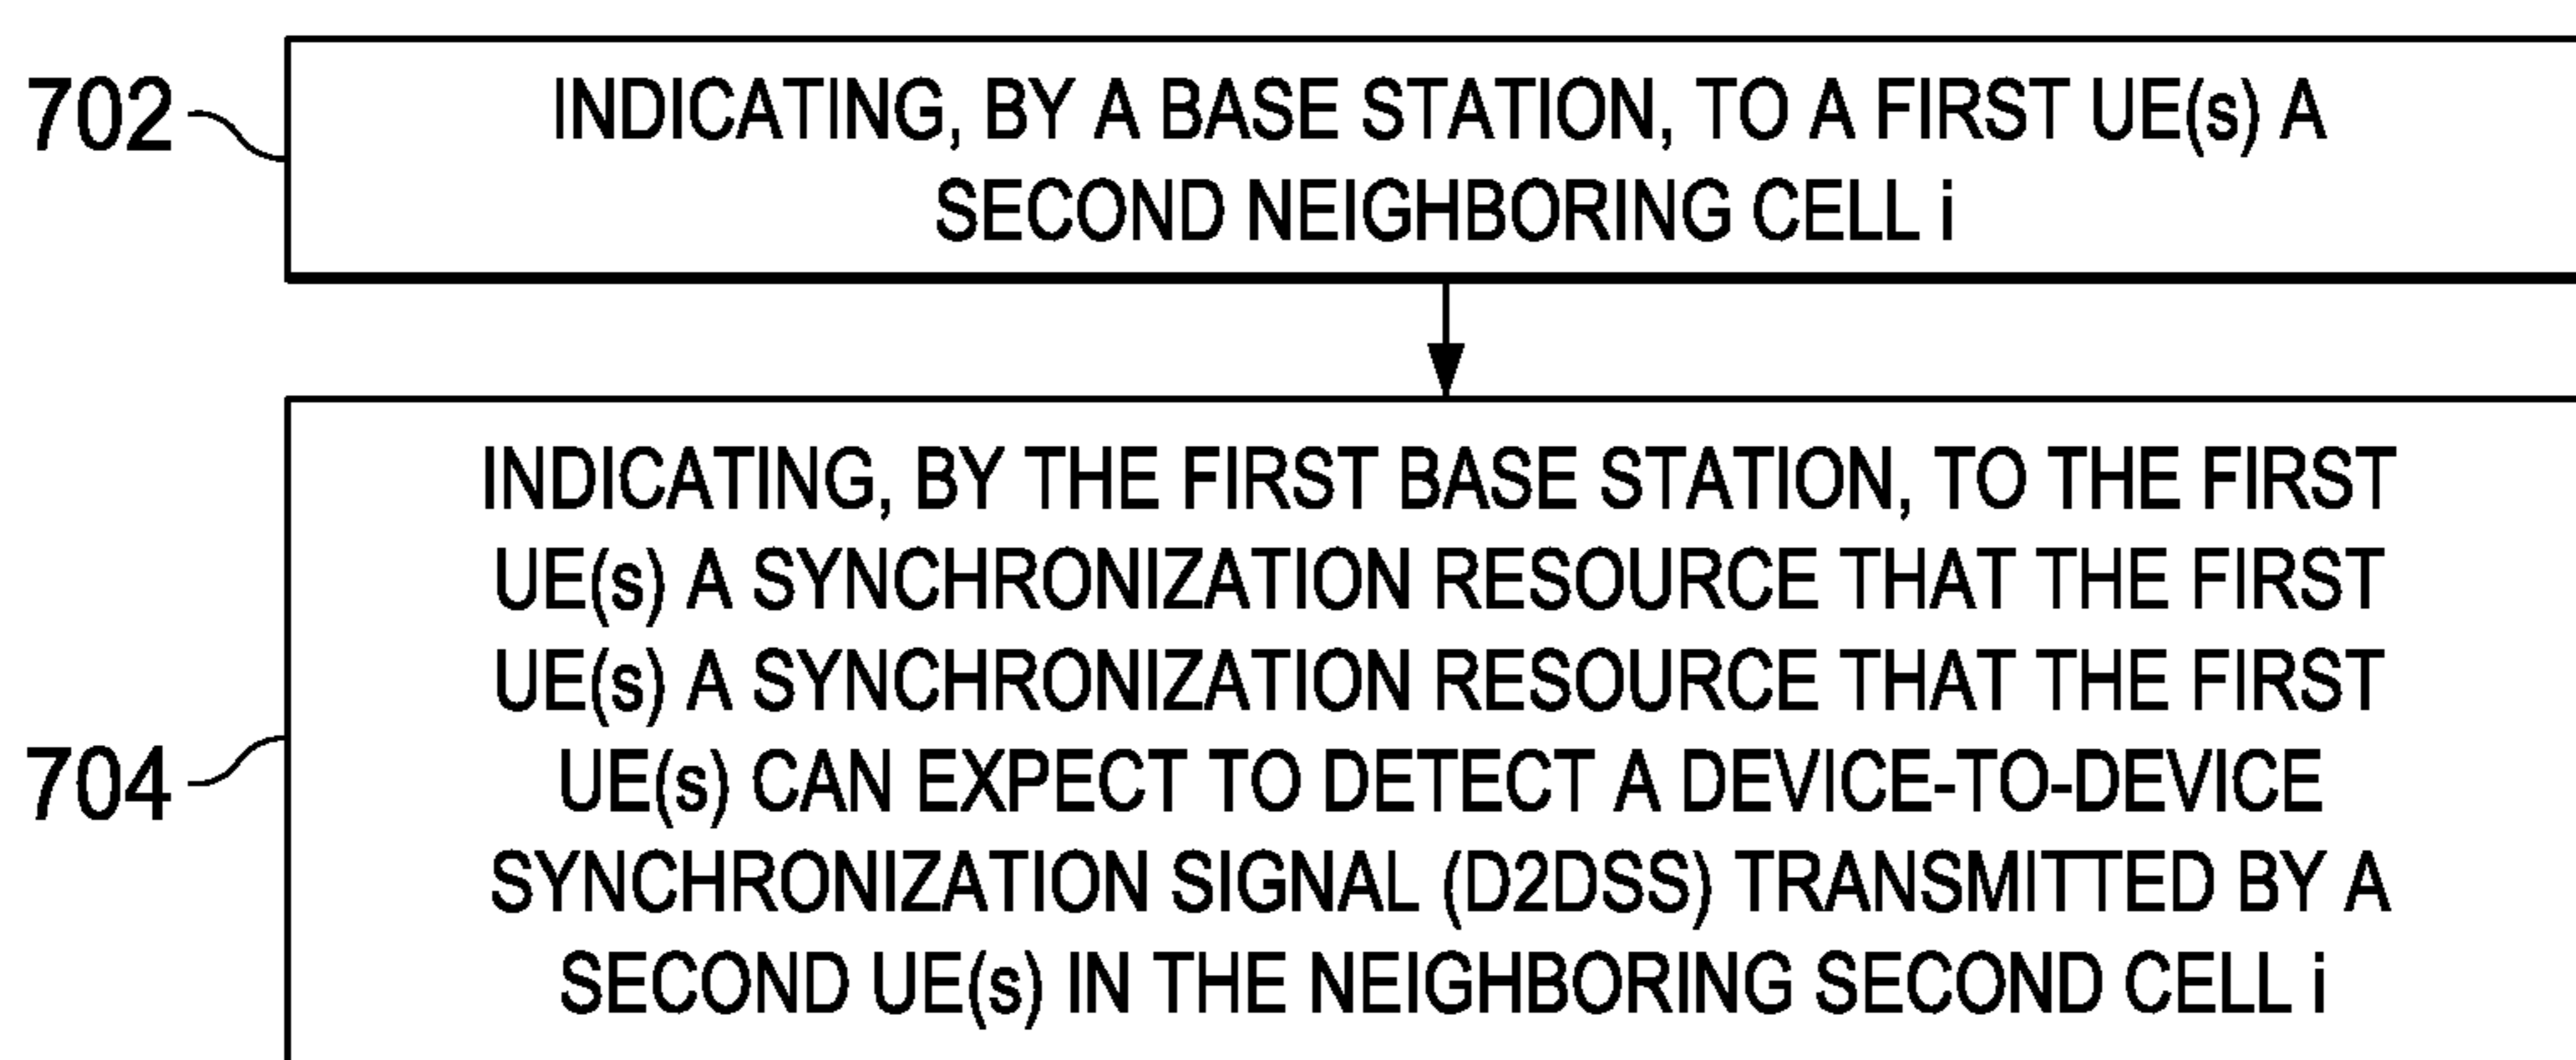 702
INDICATING, BY A BASE STATION, TO A FIRST UE(s) A
SECOND NEIGHBORING CELL i
704
INDICATING, BY THE FIRST BASE STATION, TO THE FIRST
UE(s) A SYNCHRONIZATION RESOURCE THAT THE FIRST
UE(s) A SYNCHRONIZATION RESOURCE THAT THE FIRST
UE(s) CAN EXPECT TO DETECT A DEVICE-TO-DEVICE
SYNCHRONIZATION SIGNAL (D2DSS) TRANSMITTED BY A
SECOND UE(s) IN THE NEIGHBORING SECOND CELL i